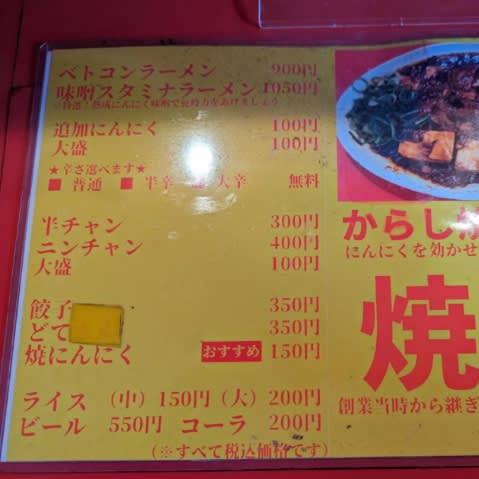 ベトコンラーメン 900円
味噌スタミナラーメン 1050円
追加にんにく 100円
大盛 100円
★辛さ選べます★
■ 普通 ■ 半辛 ■ 大辛 無料
半チャン 300円
ニンチャン 400円
大盛 100円
餃子 350円
どて 350円
焼にんにく おすすめ 150円
ライス (中) 150円 (大) 200円
ビール 550円 コーラ 200円
(※すべて税込価格です)
からし
にんにくを効かせ
焼
創業当時から継ぎ